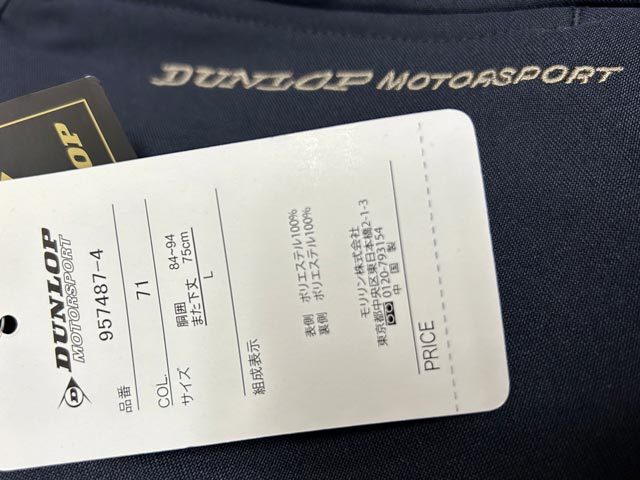 DUNLOP MOTORSPORT
DUNLOP
MOTORSPORT
品番 957487-4
COL. 71
サイズ 胴囲 84~94
また下丈 75cm
L
組成表示
表側 ポリエステル100%
裏側 ポリエステル100%
モリリン株式会社
東京都中央区東日本橋2-1-3
0120-793154
中国製
PRICE
LOP